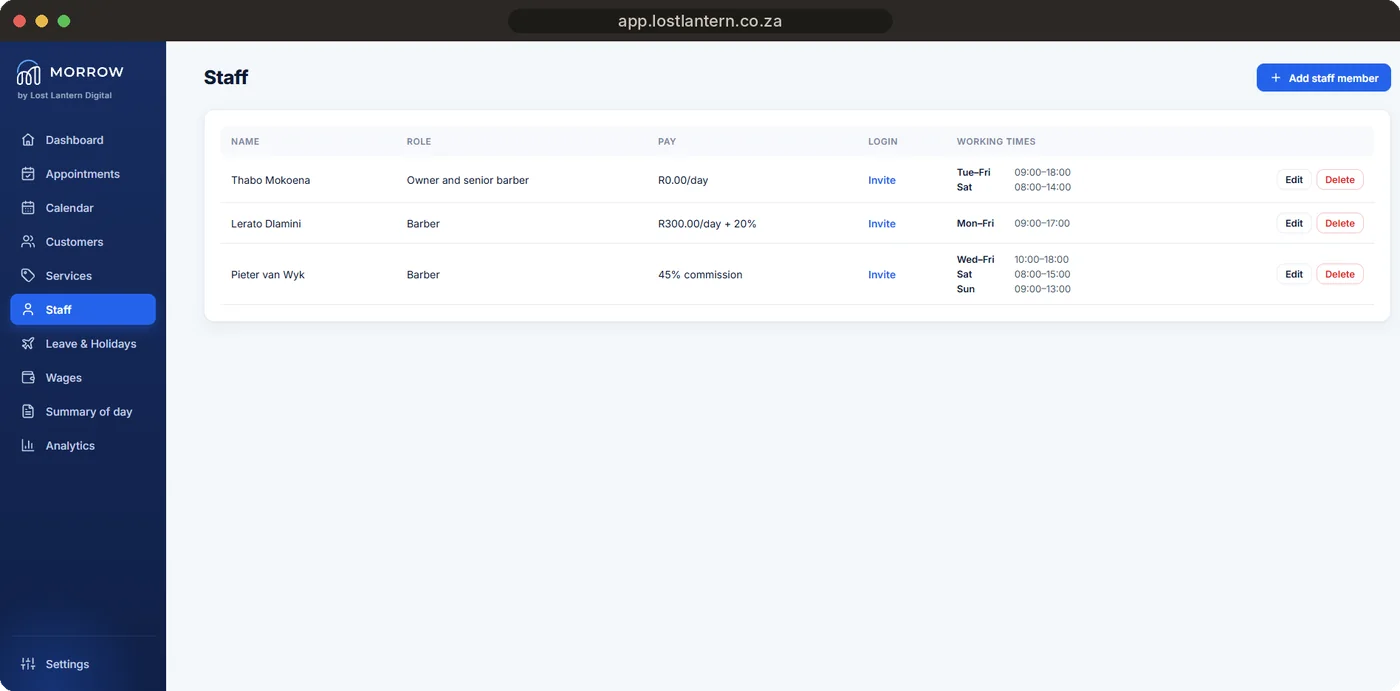 app.lostlantern.co.za
MORROW
by Lost Lantern Digital
Dashboard
Appointments
Calendar
Customers
Services
Staff
Leave & Holidays
Wages
Summary of day
Analytics
Settings
Staff
+ Add staff member
NAME ROLE PAY LOGIN WORKING TIMES
Thabo Mokoena Owner and senior barber R0.00/day Invite Tue–Fri 09:00–18:00 Edit Delete
Sat 08:00–14:00
Lerato Dlamini Barber R300.00/day + 20% Invite Mon–Fri 09:00–17:00 Edit Delete
Wed–Fri 10:00–18:00
Pieter van Wyk Barber 45% commission Invite Sat 08:00–15:00 Edit Delete
Sun 09:00–13:00